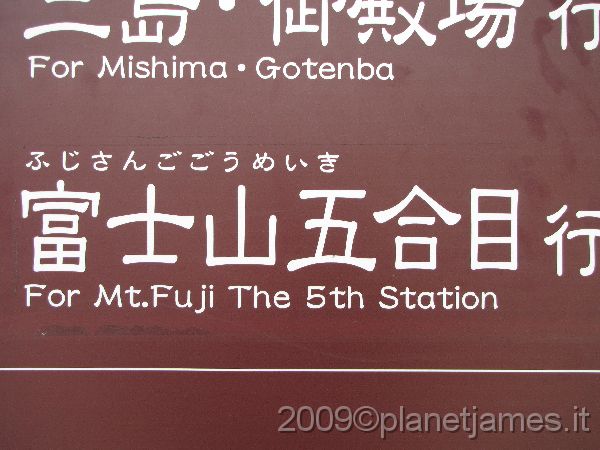 三島・御殿場 行
For Mishima・Gotenba
ふじさんごごうめいき
富士山五合目 行
For Mt.Fuji The 5th Station
2009©planetjames.it